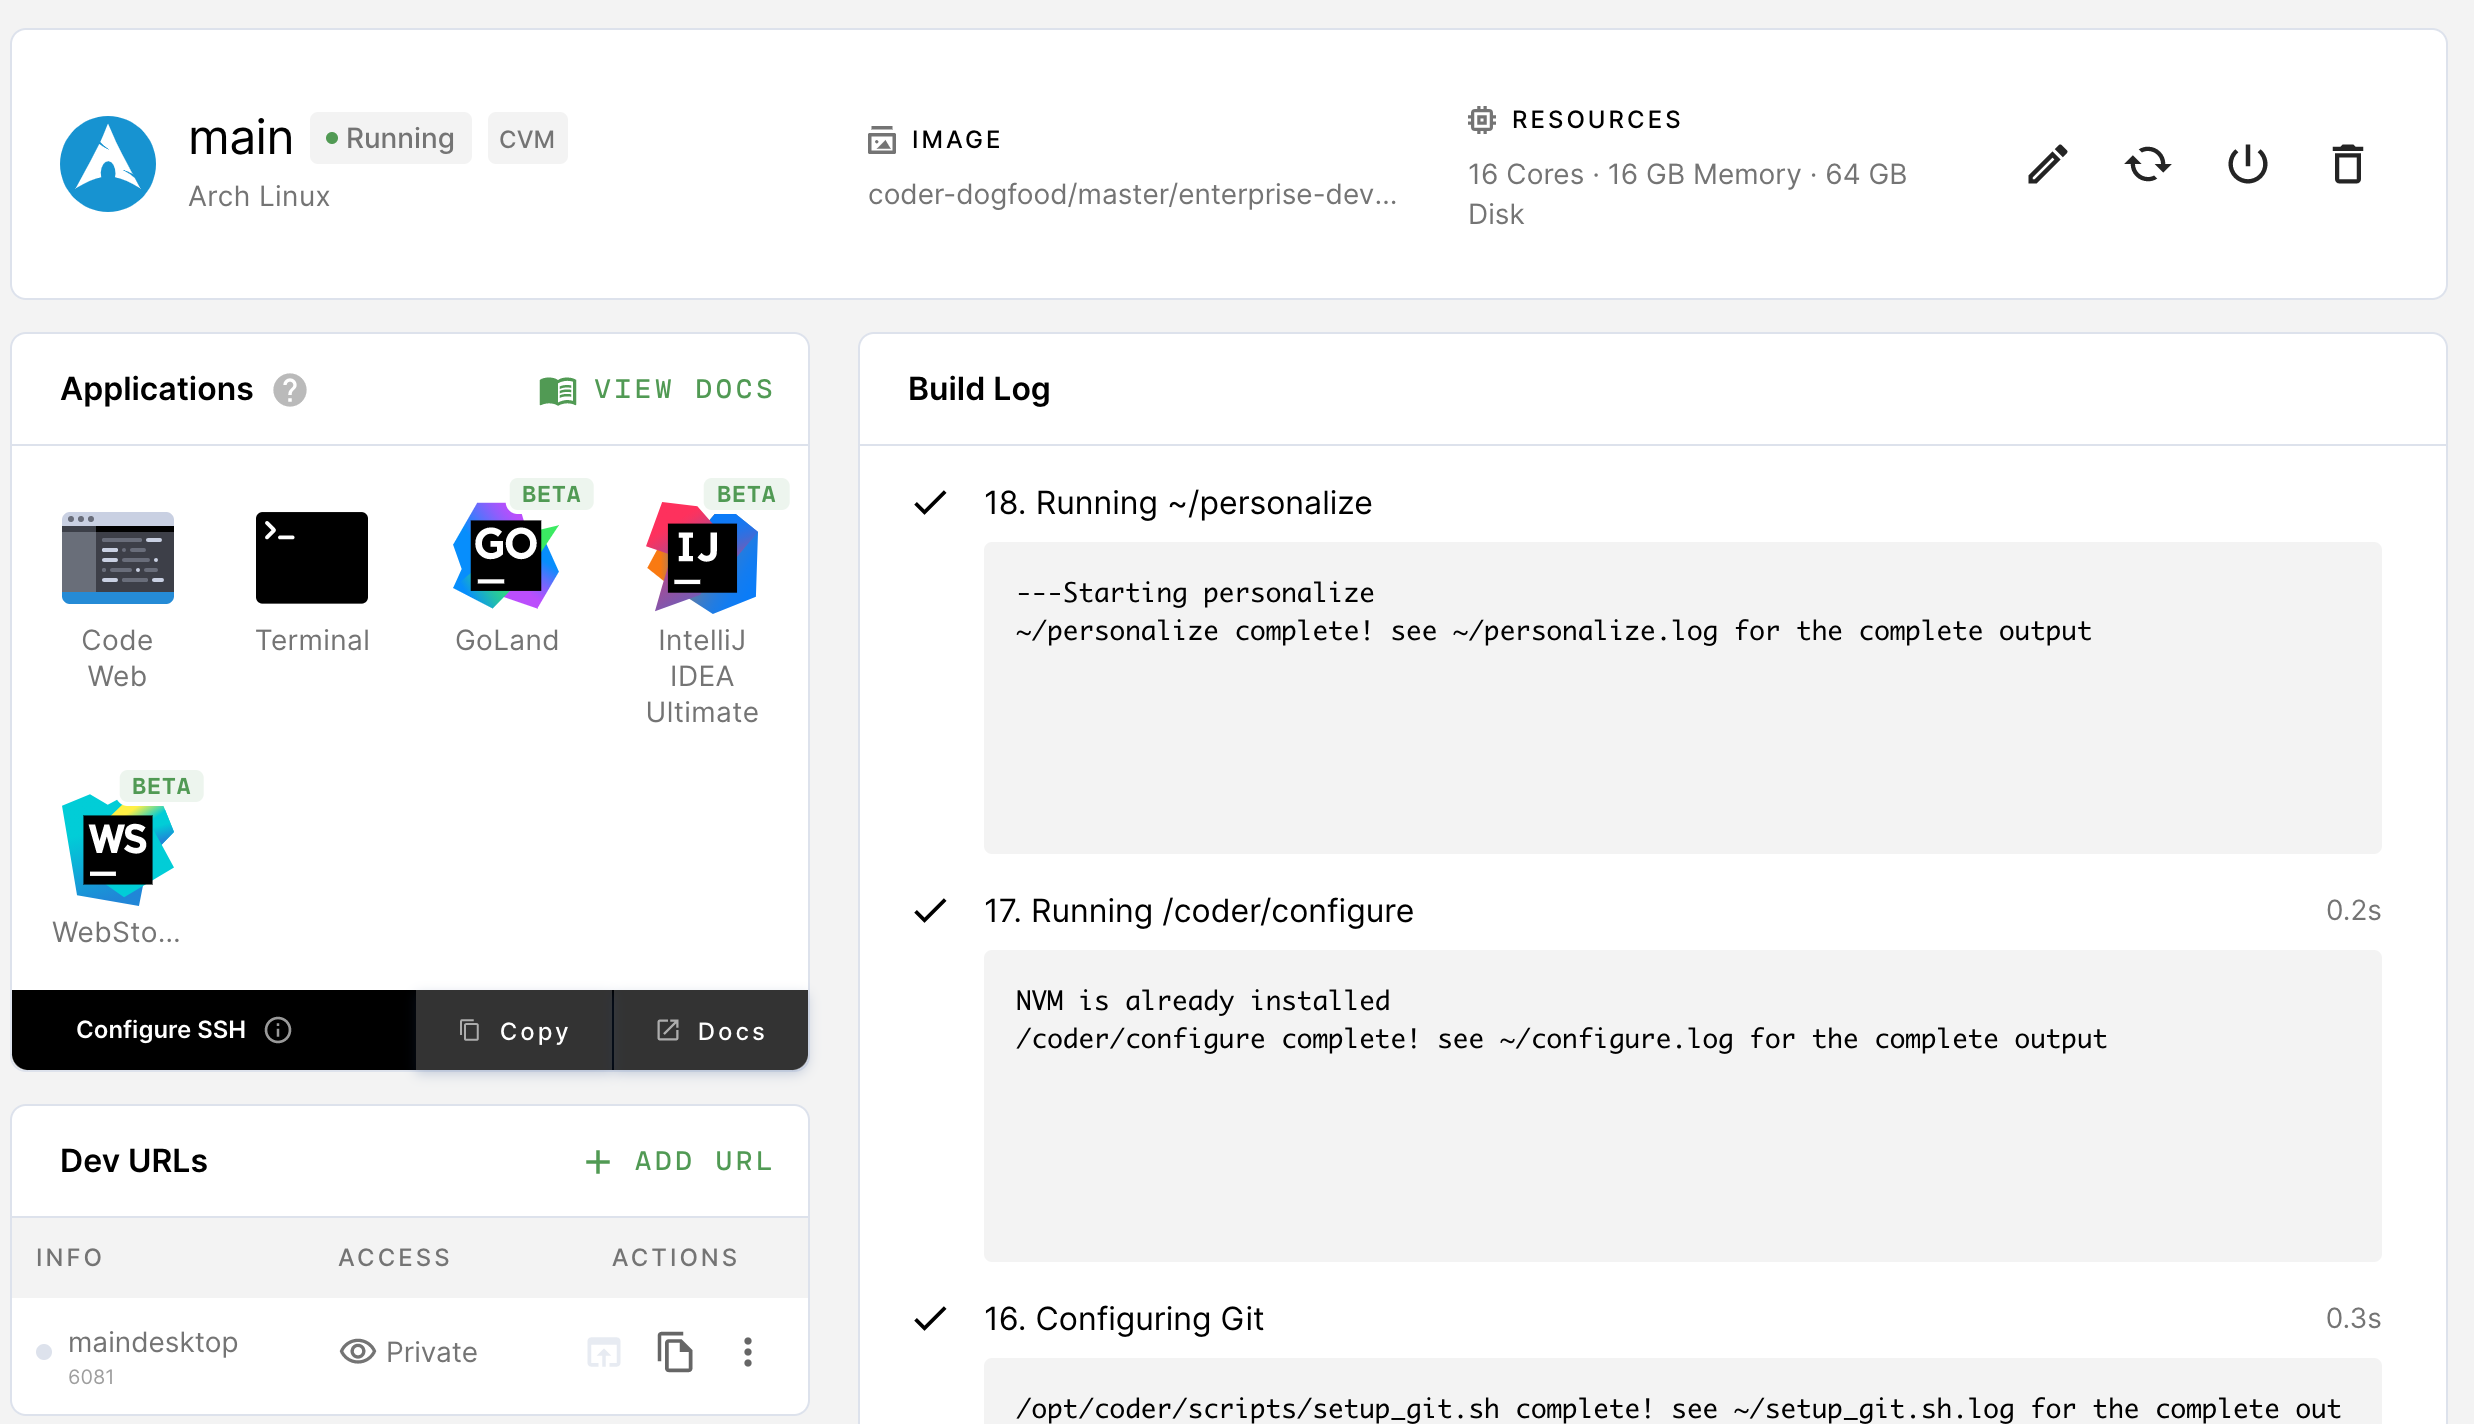 main
Running
CVM
Arch Linux
IMAGE
coder-dogfood/master/enterprise-dev...
RESOURCES
16 Cores · 16 GB Memory · 64 GB
Disk
Applications
?
VIEW DOCS
Code
Web
Terminal
BETA
GO
GoLand
BETA
IJ
IntelliJ
IDEA
Ultimate
BETA
WS
WebSto...
Configure SSH
Copy
Docs
Dev URLs
+ ADD URL
INFO ACCESS ACTIONS
maindesktop
6081
Private
Build Log
18. Running ~/personalize
---Starting personalize
~/personalize complete! see ~/personalize.log for the complete output
17. Running /coder/configure 0.2s
NVM is already installed
/coder/configure complete! see ~/configure.log for the complete output
16. Configuring Git 0.3s
/opt/coder/scripts/setup_git.sh complete! see ~/setup_git.sh.log for the complete out